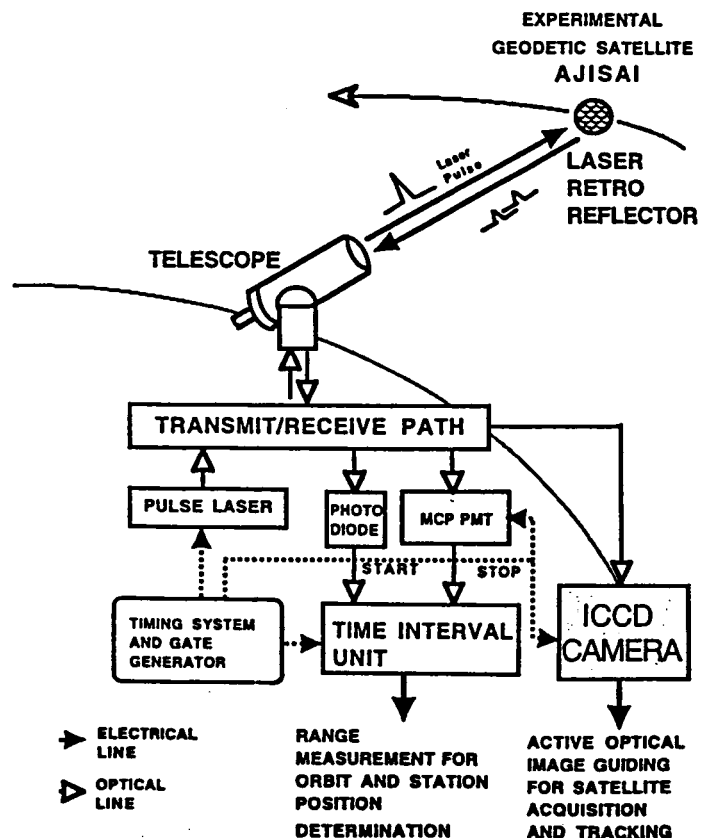 EXPERIMENTAL
GEODETIC SATELLITE
AJISAI
Laser
Pulse
LASER
RETRO
REFLECTOR
TELESCOPE
TRANSMIT/RECEIVE PATH
PULSE LASER
PHOTO
DIODE
MCP PMT
START
STOP
TIMING SYSTEM
AND GATE
GENERATOR
TIME INTERVAL
UNIT
ICCD
CAMERA
ELECTRICAL
LINE
OPTICAL
LINE
RANGE
MEASUREMENT FOR
ORBIT AND STATION
POSITION
DETERMINATION
ACTIVE OPTICAL
IMAGE GUIDING
FOR SATELLITE
ACQUISITION
AND TRACKING